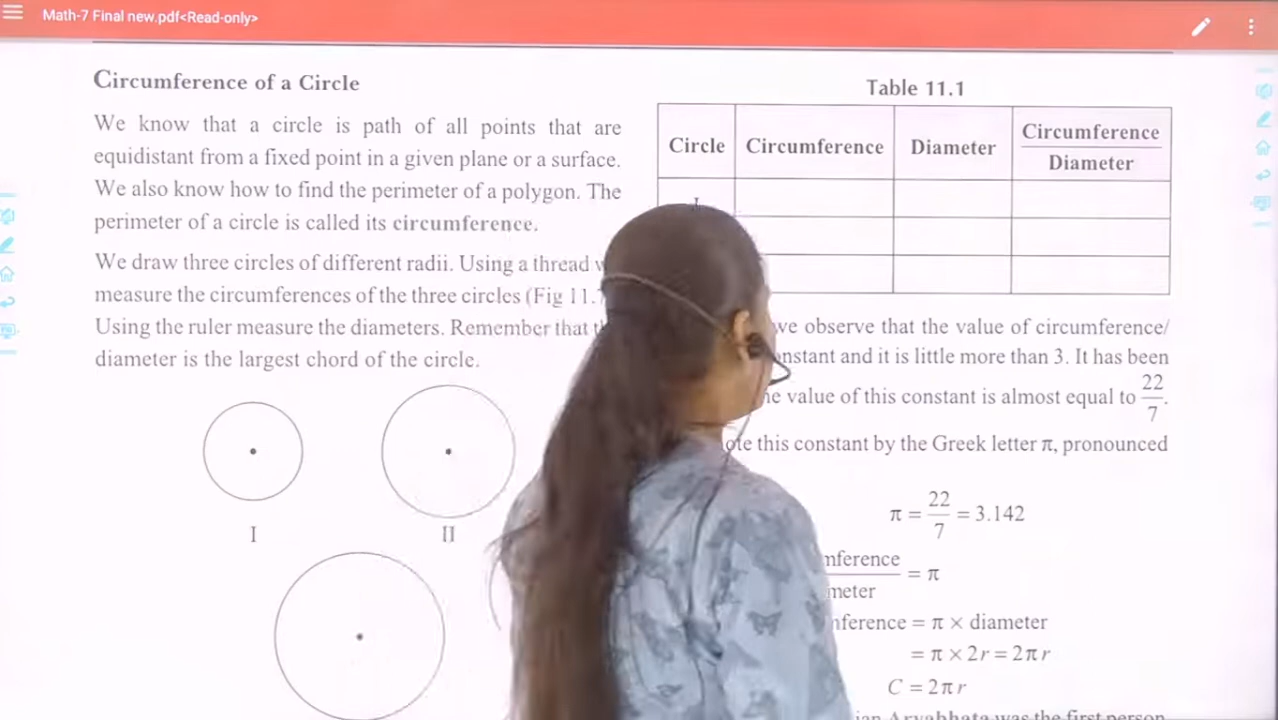 Math-7 Final new.pdf<Read-only>
Circumference of a Circle
We know that a circle is path of all points that are
equidistant from a fixed point in a given plane or a surface.
We also know how to find the perimeter of a polygon. The
perimeter of a circle is called its circumference.
We draw three circles of different radii. Using a thread
measure the circumferences of the three circles (Fig 11.
Using the ruler measure the diameters. Remember that
diameter is the largest chord of the circle.
I II
Table 11.1
Circle Circumference Diameter Circumference/Diameter
I
we observe that the value of circumference/
and it is little more than 3. It has been
value of this constant is almost equal to 22/7.
this constant by the Greek letter π, pronounced
π = 22/7 = 3.142
= π
= π × diameter
= π × 2r = 2πr
C = 2πr
Aryabhata was the first person